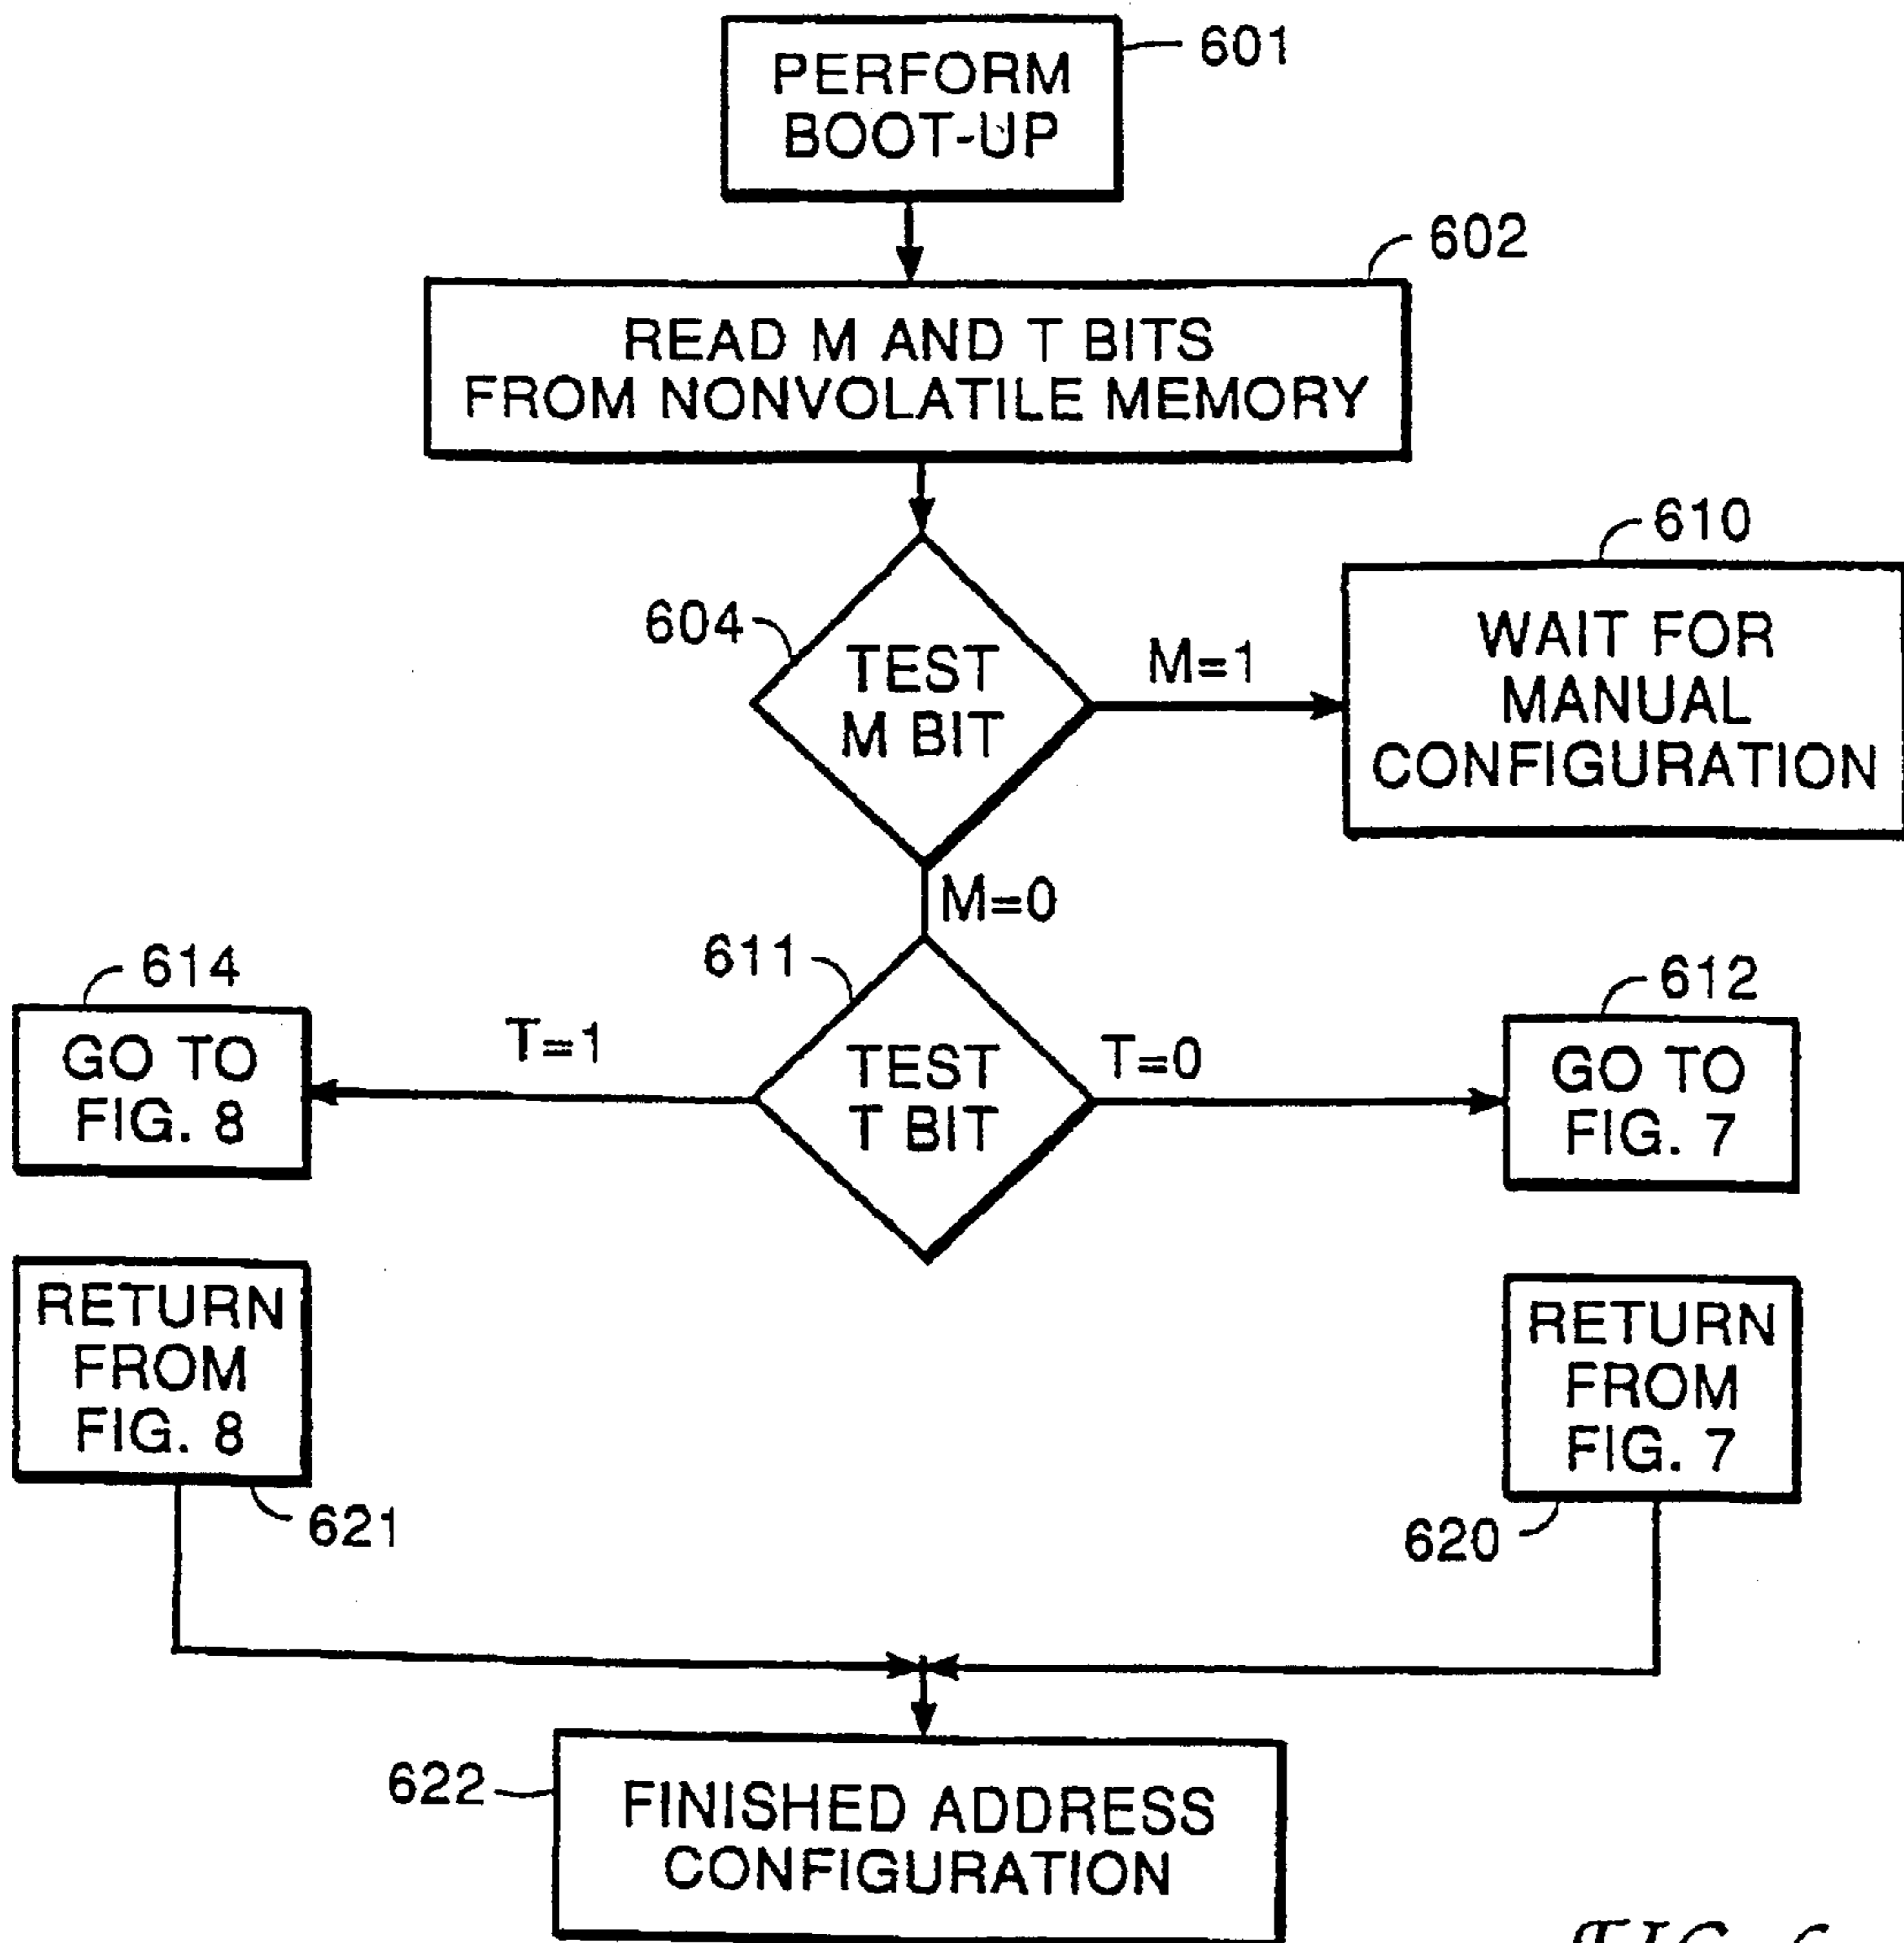 PERFORM
BOOT-UP
601
602
READ M AND T BITS
FROM NONVOLATILE MEMORY
604
TEST
M BIT
M=1
610
WAIT FOR
MANUAL
CONFIGURATION
M=0
614
GO TO
FIG. 8
T=1
611
TEST
T BIT
T=0
612
GO TO
FIG. 7
RETURN
FROM
FIG. 8
621
RETURN
FROM
FIG. 7
620
622
FINISHED ADDRESS
CONFIGURATION